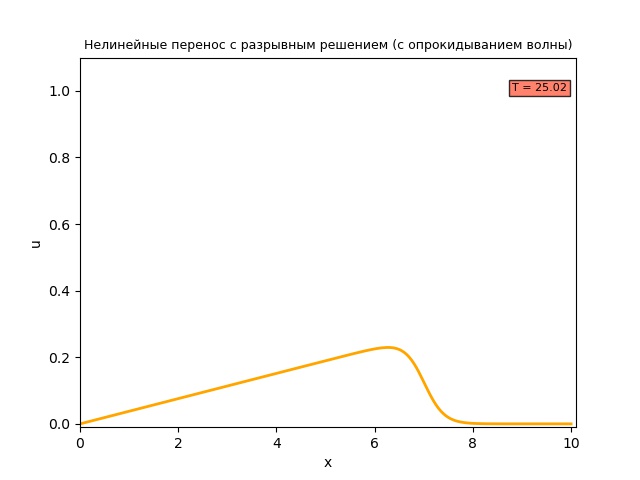 Нелинейные перенос с разрывным решением (с опрокидыванием волны)
T = 25.02
1.0
0.8
0.6
0.4
0.2
0.0
u
0 2 4 6 8 10
x